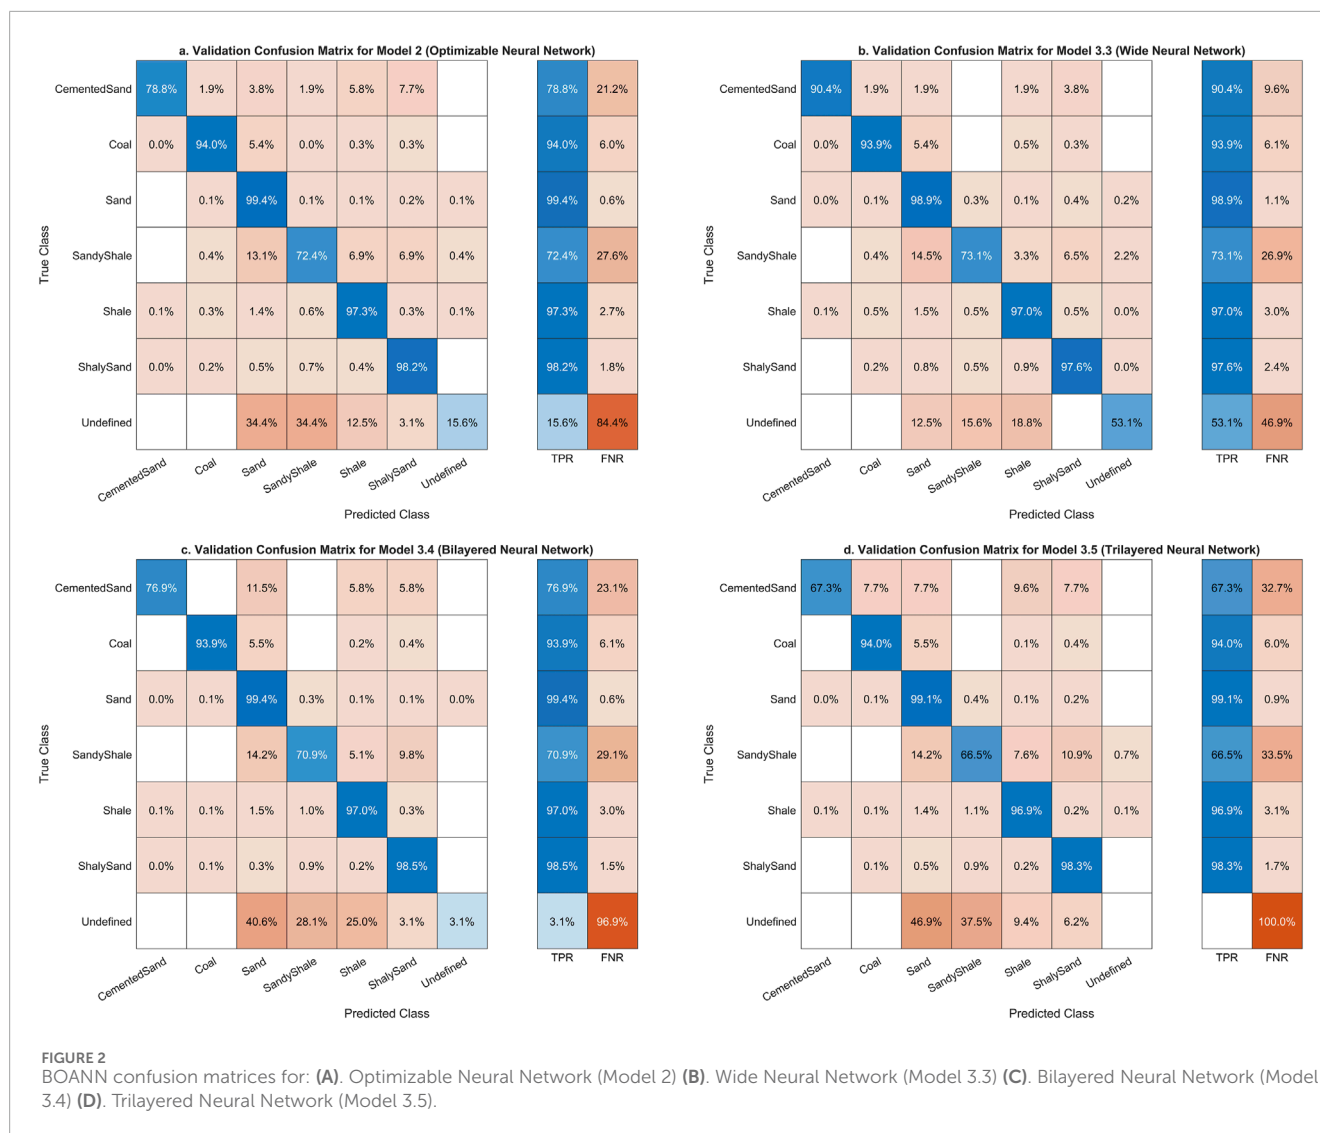 a. Validation Confusion Matrix for Model 2 (Optimizable Neural Network)
CementedSand 78.8% 1.9% 3.8% 1.9% 5.8% 7.7% 78.8% 21.2%
Coal 0.0% 94.0% 5.4% 0.0% 0.3% 0.3% 94.0% 6.0%
Sand 0.1% 99.4% 0.1% 0.1% 0.2% 0.1% 99.4% 0.6%
SandyShale 0.4% 13.1% 72.4% 6.9% 6.9% 0.4% 72.4% 27.6%
Shale 0.1% 0.3% 1.4% 0.6% 97.3% 0.3% 0.1% 97.3% 2.7%
ShalySand 0.0% 0.2% 0.5% 0.7% 0.4% 98.2% 98.2% 1.8%
Undefined 34.4% 34.4% 12.5% 3.1% 15.6% 15.6% 84.4%
True Class
CementedSand Coal Sand SandyShale Shale ShalySand Undefined TPR FNR
Predicted Class
b. Validation Confusion Matrix for Model 3.3 (Wide Neural Network)
CementedSand 90.4% 1.9% 1.9% 1.9% 3.8% 90.4% 9.6%
Coal 0.0% 93.9% 5.4% 0.5% 0.3% 93.9% 6.1%
Sand 0.0% 0.1% 98.9% 0.3% 0.1% 0.4% 0.2% 98.9% 1.1%
SandyShale 0.4% 14.5% 73.1% 3.3% 6.5% 2.2% 73.1% 26.9%
Shale 0.1% 0.5% 1.5% 0.5% 97.0% 0.5% 0.0% 97.0% 3.0%
ShalySand 0.2% 0.8% 0.5% 0.9% 97.6% 0.0% 97.6% 2.4%
Undefined 12.5% 15.6% 18.8% 53.1% 53.1% 46.9%
True Class
CementedSand Coal Sand SandyShale Shale ShalySand Undefined TPR FNR
Predicted Class
c. Validation Confusion Matrix for Model 3.4 (Bilayered Neural Network)
CementedSand 76.9% 11.5% 5.8% 5.8% 76.9% 23.1%
Coal 93.9% 5.5% 0.2% 0.4% 93.9% 6.1%
Sand 0.0% 0.1% 99.4% 0.3% 0.1% 0.1% 0.0% 99.4% 0.6%
SandyShale 14.2% 70.9% 5.1% 9.8% 70.9% 29.1%
Shale 0.1% 0.1% 1.5% 1.0% 97.0% 0.3% 97.0% 3.0%
ShalySand 0.0% 0.1% 0.3% 0.9% 0.2% 98.5% 98.5% 1.5%
Undefined 40.6% 28.1% 25.0% 3.1% 3.1% 3.1% 96.9%
True Class
CementedSand Coal Sand SandyShale Shale ShalySand Undefined TPR FNR
Predicted Class
d. Validation Confusion Matrix for Model 3.5 (Trilayered Neural Network)
CementedSand 67.3% 7.7% 7.7% 9.6% 7.7% 67.3% 32.7%
Coal 94.0% 5.5% 0.1% 0.4% 94.0% 6.0%
Sand 0.0% 0.1% 99.1% 0.4% 0.1% 0.2% 99.1% 0.9%
SandyShale 14.2% 66.5% 7.6% 10.9% 0.7% 66.5% 33.5%
Shale 0.1% 0.1% 1.4% 1.1% 96.9% 0.2% 0.1% 96.9% 3.1%
ShalySand 0.1% 0.5% 0.9% 0.2% 98.3% 98.3% 1.7%
Undefined 46.9% 37.5% 9.4% 6.2% 100.0%
True Class
CementedSand Coal Sand SandyShale Shale ShalySand Undefined TPR FNR
Predicted Class
FIGURE 2
BOANN confusion matrices for: (A). Optimizable Neural Network (Model 2) (B). Wide Neural Network (Model 3.3) (C). Bilayered Neural Network (Model
3.4) (D). Trilayered Neural Network (Model 3.5).